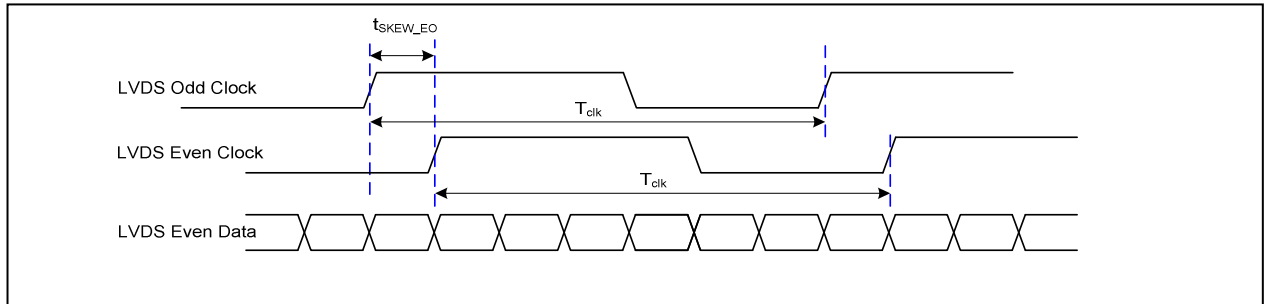 tSKEW_EO
LVDS Odd Clock
Tclk
LVDS Even Clock
Tclk
LVDS Even Data